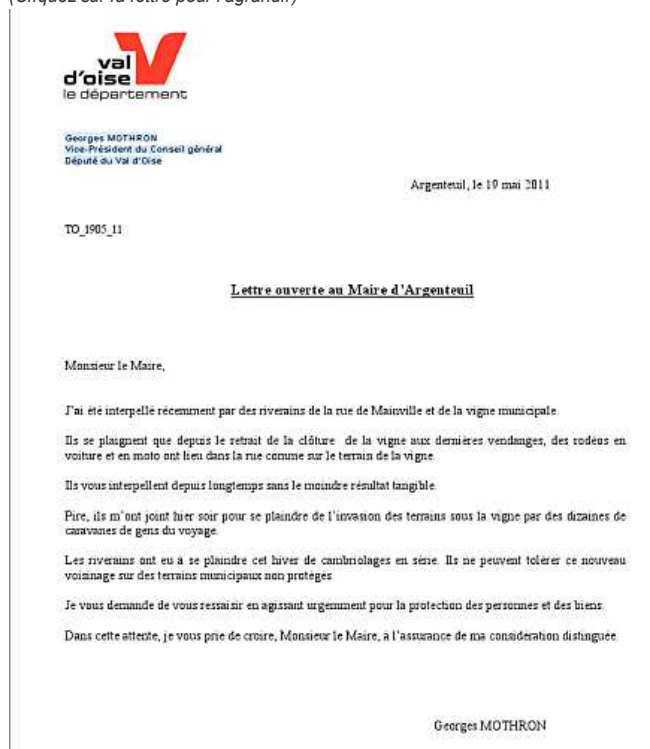 (Cliquez sur la lettre pour l'agrandir)
val
d'oise
le département
Georges MOTHRON
Vice-Président du Conseil général
Député du Val d'Oise
Argenteuil, le 19 mai 2011
TO_1905_11
Lettre ouverte au Maire d'Argenteuil
Monsieur le Maire,
J'ai été interpellé récemment par des riverains de la rue de Mainville et de la vigne municipale.
Ils se plaignent que depuis le retrait de la clôture de la vigne aux dernières vendanges, des rodéos en
voiture et en moto ont lieu dans la rue comme sur le terrain de la vigne.
Ils vous interpellent depuis longtemps sans le moindre résultat tangible.
Pire, ils m'ont joint hier soir pour se plaindre de l'invasion des terrains sous la vigne par des dizaines de
caravanes de gens du voyage.
Les riverains ont eu à se plaindre cet hiver de cambriolages en série. Ils ne peuvent tolérer ce nouveau
voisinage sur des terrains municipaux non protégés.
Je vous demande de vous ressaisir en agissant urgemment pour la protection des personnes et des biens.
Dans cette attente, je vous prie de croire, Monsieur le Maire, à l'assurance de ma considération distinguée.
Georges MOTHRON